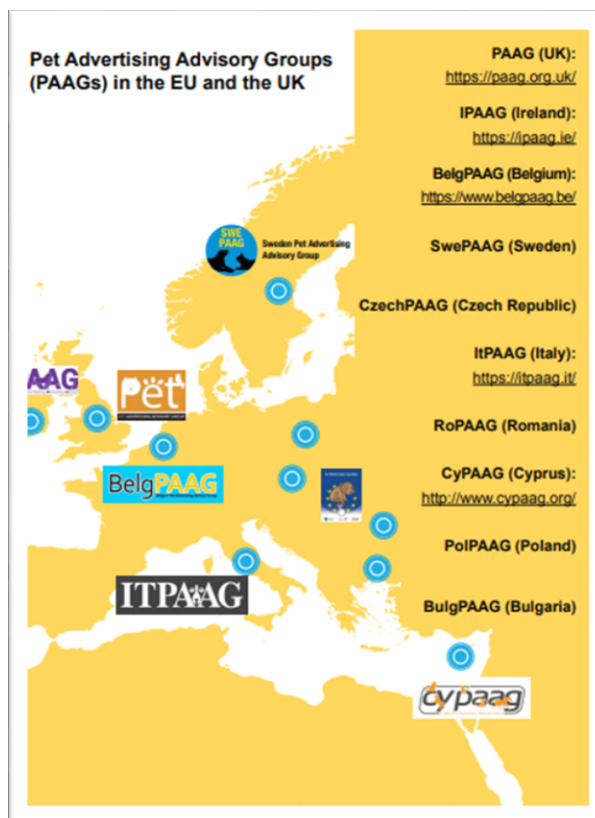 Pet Advertising Advisory Groups
(PAAGs) in the EU and the UK
PAAG (UK):
https://paag.org.uk/
IPAAG (Ireland):
https://ipaag.ie/
BelgPAAG (Belgium):
https://www.belgpaag.be/
SwePAAG (Sweden)
CzechPAAG (Czech Republic)
ItPAAG (Italy):
https://itpaag.it/
RoPAAG (Romania)
CyPAAG (Cyprus):
http://www.cypaag.org/
PolPAAG (Poland)
BulgPAAG (Bulgaria)
SWE
PAAG
Sweden Pet Advertising
Advisory Group
AAG
Pet
BelgPAAG
ITPAAG
cypaag